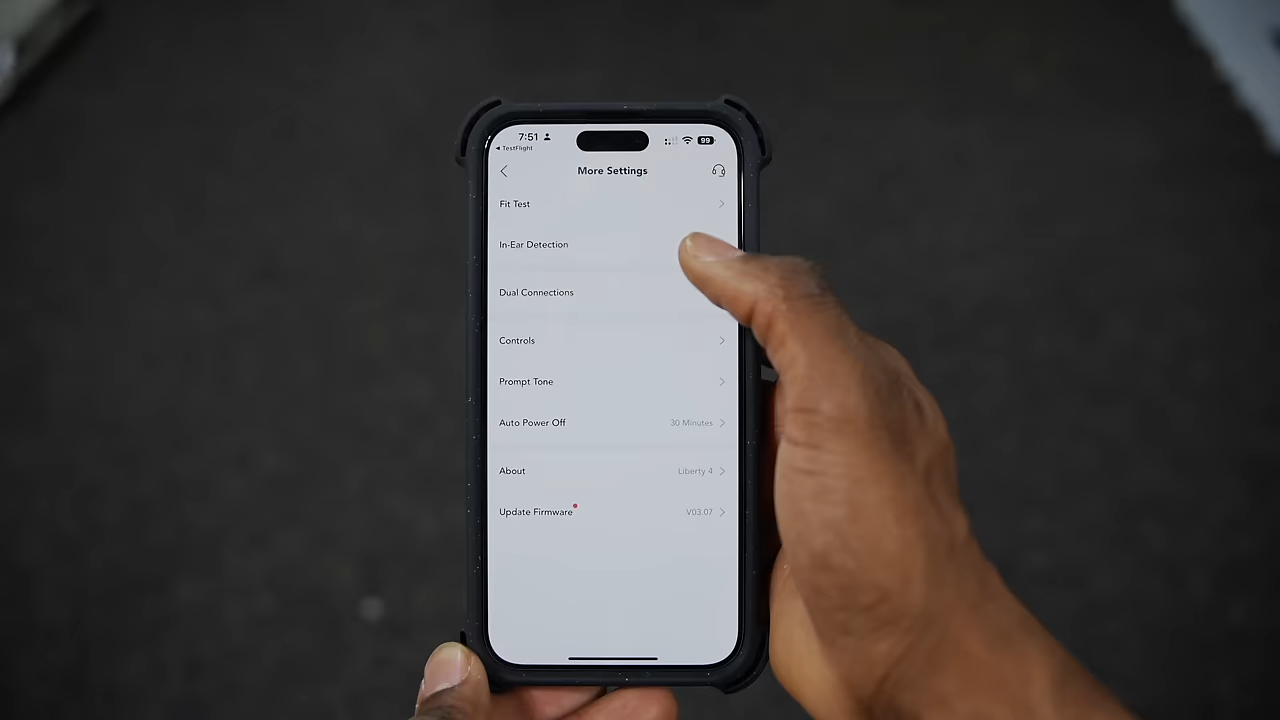 7:51
99
◂ TestFlight
More Settings
Fit Test
In-Ear Detection
Dual Connections
Controls
Prompt Tone
Auto Power Off 30 Minutes
About Liberty 4
Update Firmware V03.07